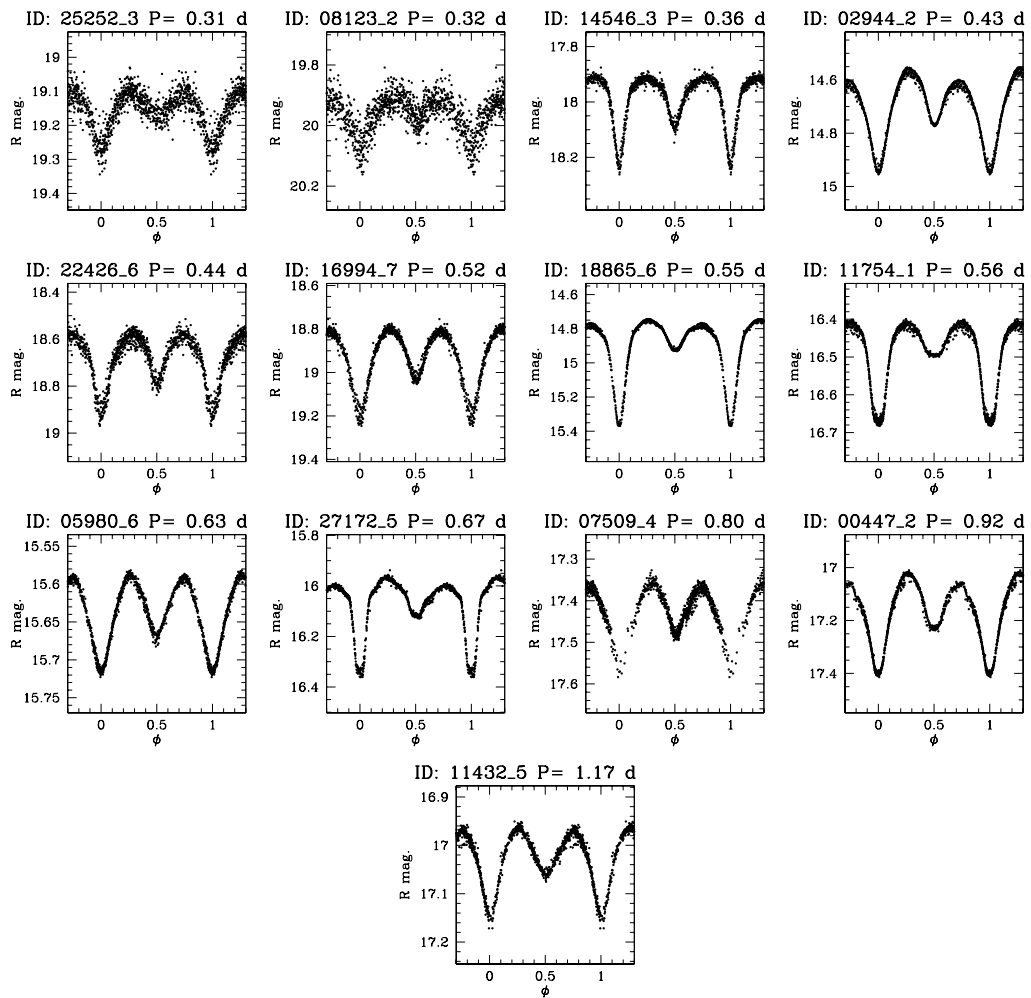 ID: 25252_3 P= 0.31 d
ID: 08123_2 P= 0.32 d
ID: 14546_3 P= 0.36 d
ID: 02944_2 P= 0.43 d
R mag.
19
19.1
19.2
19.3
19.4
0
0.5
1
ϕ
R mag.
19.8
20
20.2
0
0.5
1
ϕ
R mag.
17.8
18
18.2
0
0.5
1
ϕ
R mag.
14.6
14.8
15
0
0.5
1
ϕ
ID: 22426_6 P= 0.44 d
ID: 16994_7 P= 0.52 d
ID: 18865_6 P= 0.55 d
ID: 11754_1 P= 0.56 d
R mag.
18.4
18.6
18.8
19
0
0.5
1
ϕ
R mag.
18.6
18.8
19
19.2
19.4
0
0.5
1
ϕ
R mag.
14.6
14.8
15
15.2
15.4
0
0.5
1
ϕ
R mag.
16.4
16.5
16.6
16.7
0
0.5
1
ϕ
ID: 05980_6 P= 0.63 d
ID: 27172_5 P= 0.67 d
ID: 07509_4 P= 0.80 d
ID: 00447_2 P= 0.92 d
R mag.
15.55
15.6
15.65
15.7
15.75
0
0.5
1
ϕ
R mag.
15.8
16
16.2
16.4
0
0.5
1
ϕ
R mag.
17.3
17.4
17.5
17.6
0
0.5
1
ϕ
R mag.
17
17.2
17.4
0
0.5
1
ϕ
ID: 11432_5 P= 1.17 d
R mag.
16.9
17
17.1
17.2
0
0.5
1
ϕ